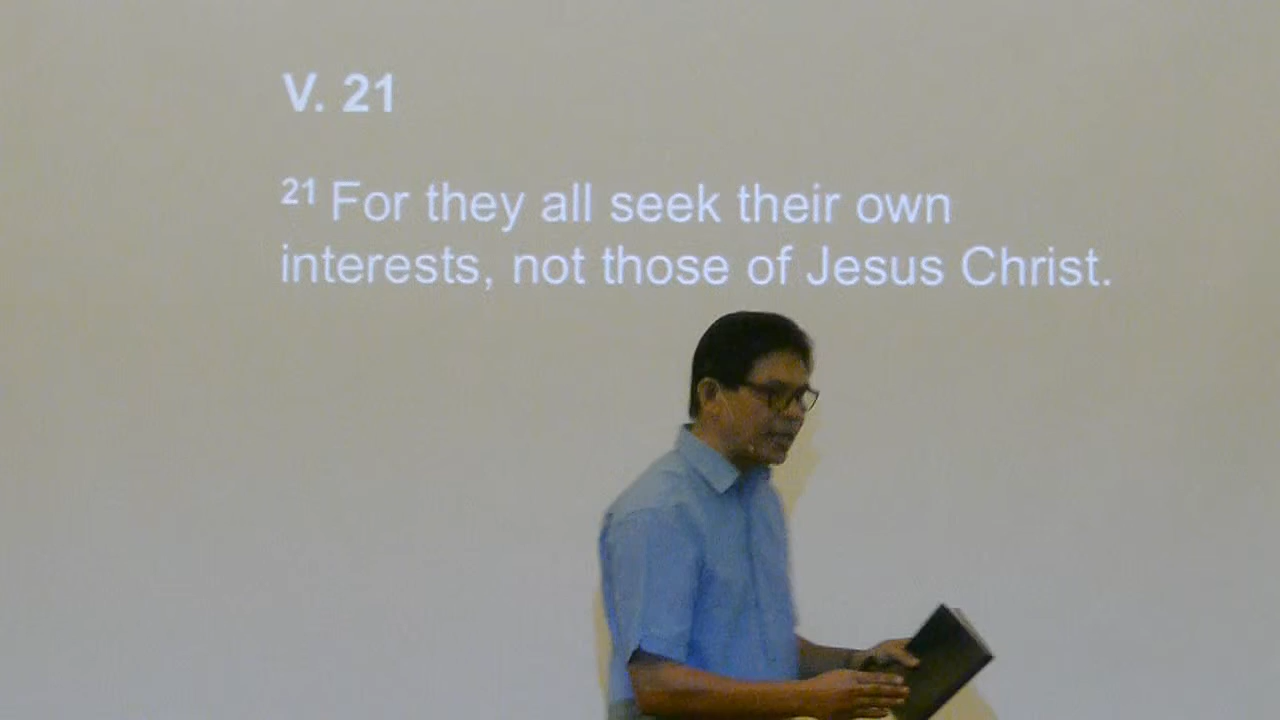 V. 21
21 For they all seek their own
interests, not those of Jesus Christ.